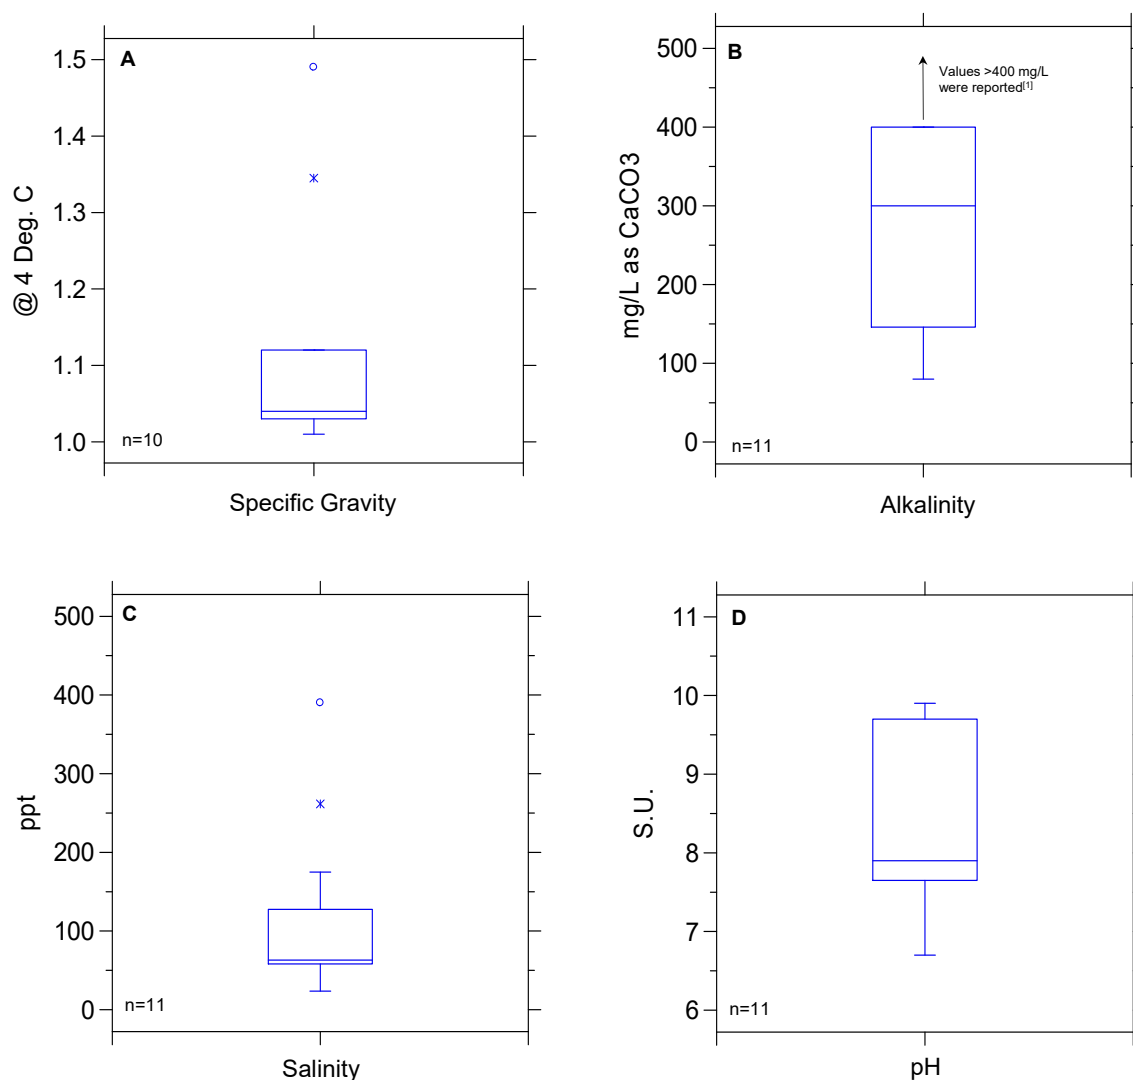 A
1.5
1.4
1.3
1.2
1.1
1.0
@ 4 Deg. C
n=10
Specific Gravity
B
500
400
300
200
100
0
mg/L as CaCO3
Values >400 mg/L
were reported[1]
n=11
Alkalinity
C
500
400
300
200
100
0
ppt
n=11
Salinity
D
11
10
9
8
7
6
S.U.
n=11
pH